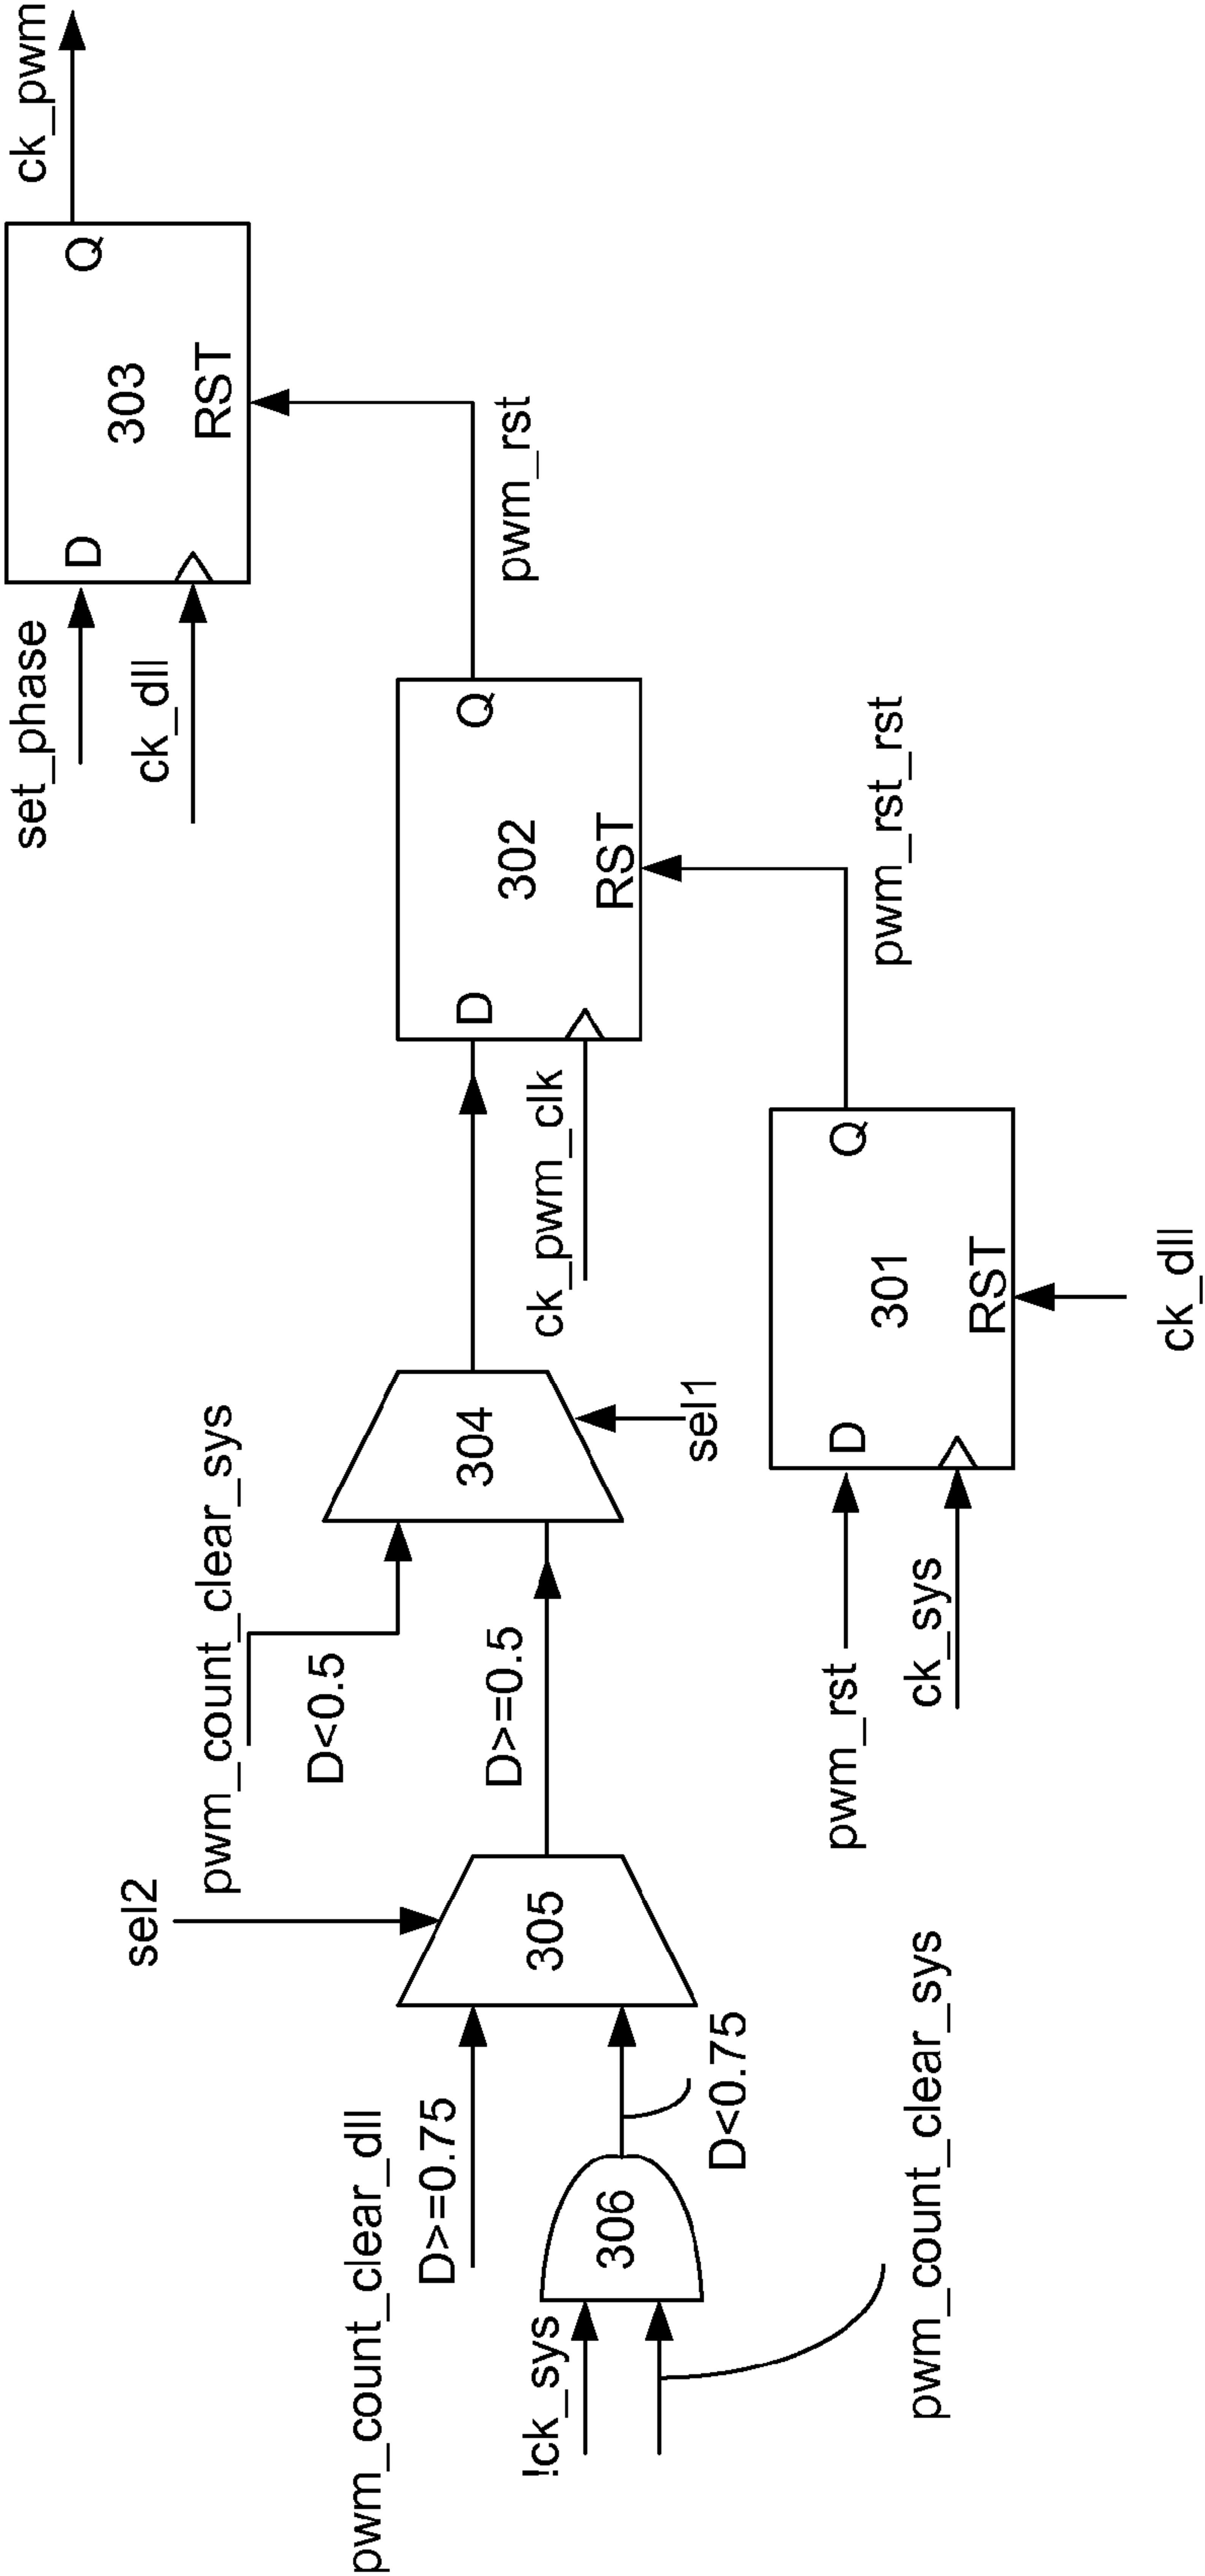 pwm_count_clear_dll
D>=0.75
!ck_sys
306
D<0.75
pwm_count_clear_sys
sel2
305
pwm_count_clear_sys
D<0.5
D>=0.5
304
sel1
pwm_rst
ck_sys
D
301
Q
RST
ck_dll
ck_pwm_clk
D
302
Q
RST
pwm_rst_rst
set_phase
ck_dll
D
303
Q
RST
pwm_rst
ck_pwm